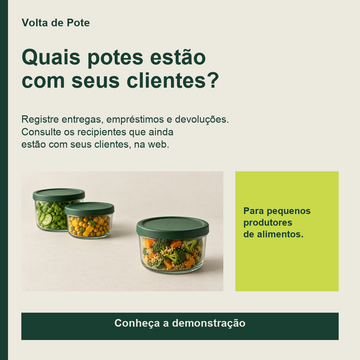 Volta de Pote
Quais potes estão
com seus clientes?
Registre entregas, empréstimos e devoluções.
Consulte os recipientes que ainda
estão com seus clientes, na web.
Para pequenos
produtores
de alimentos.
Conheça a demonstração